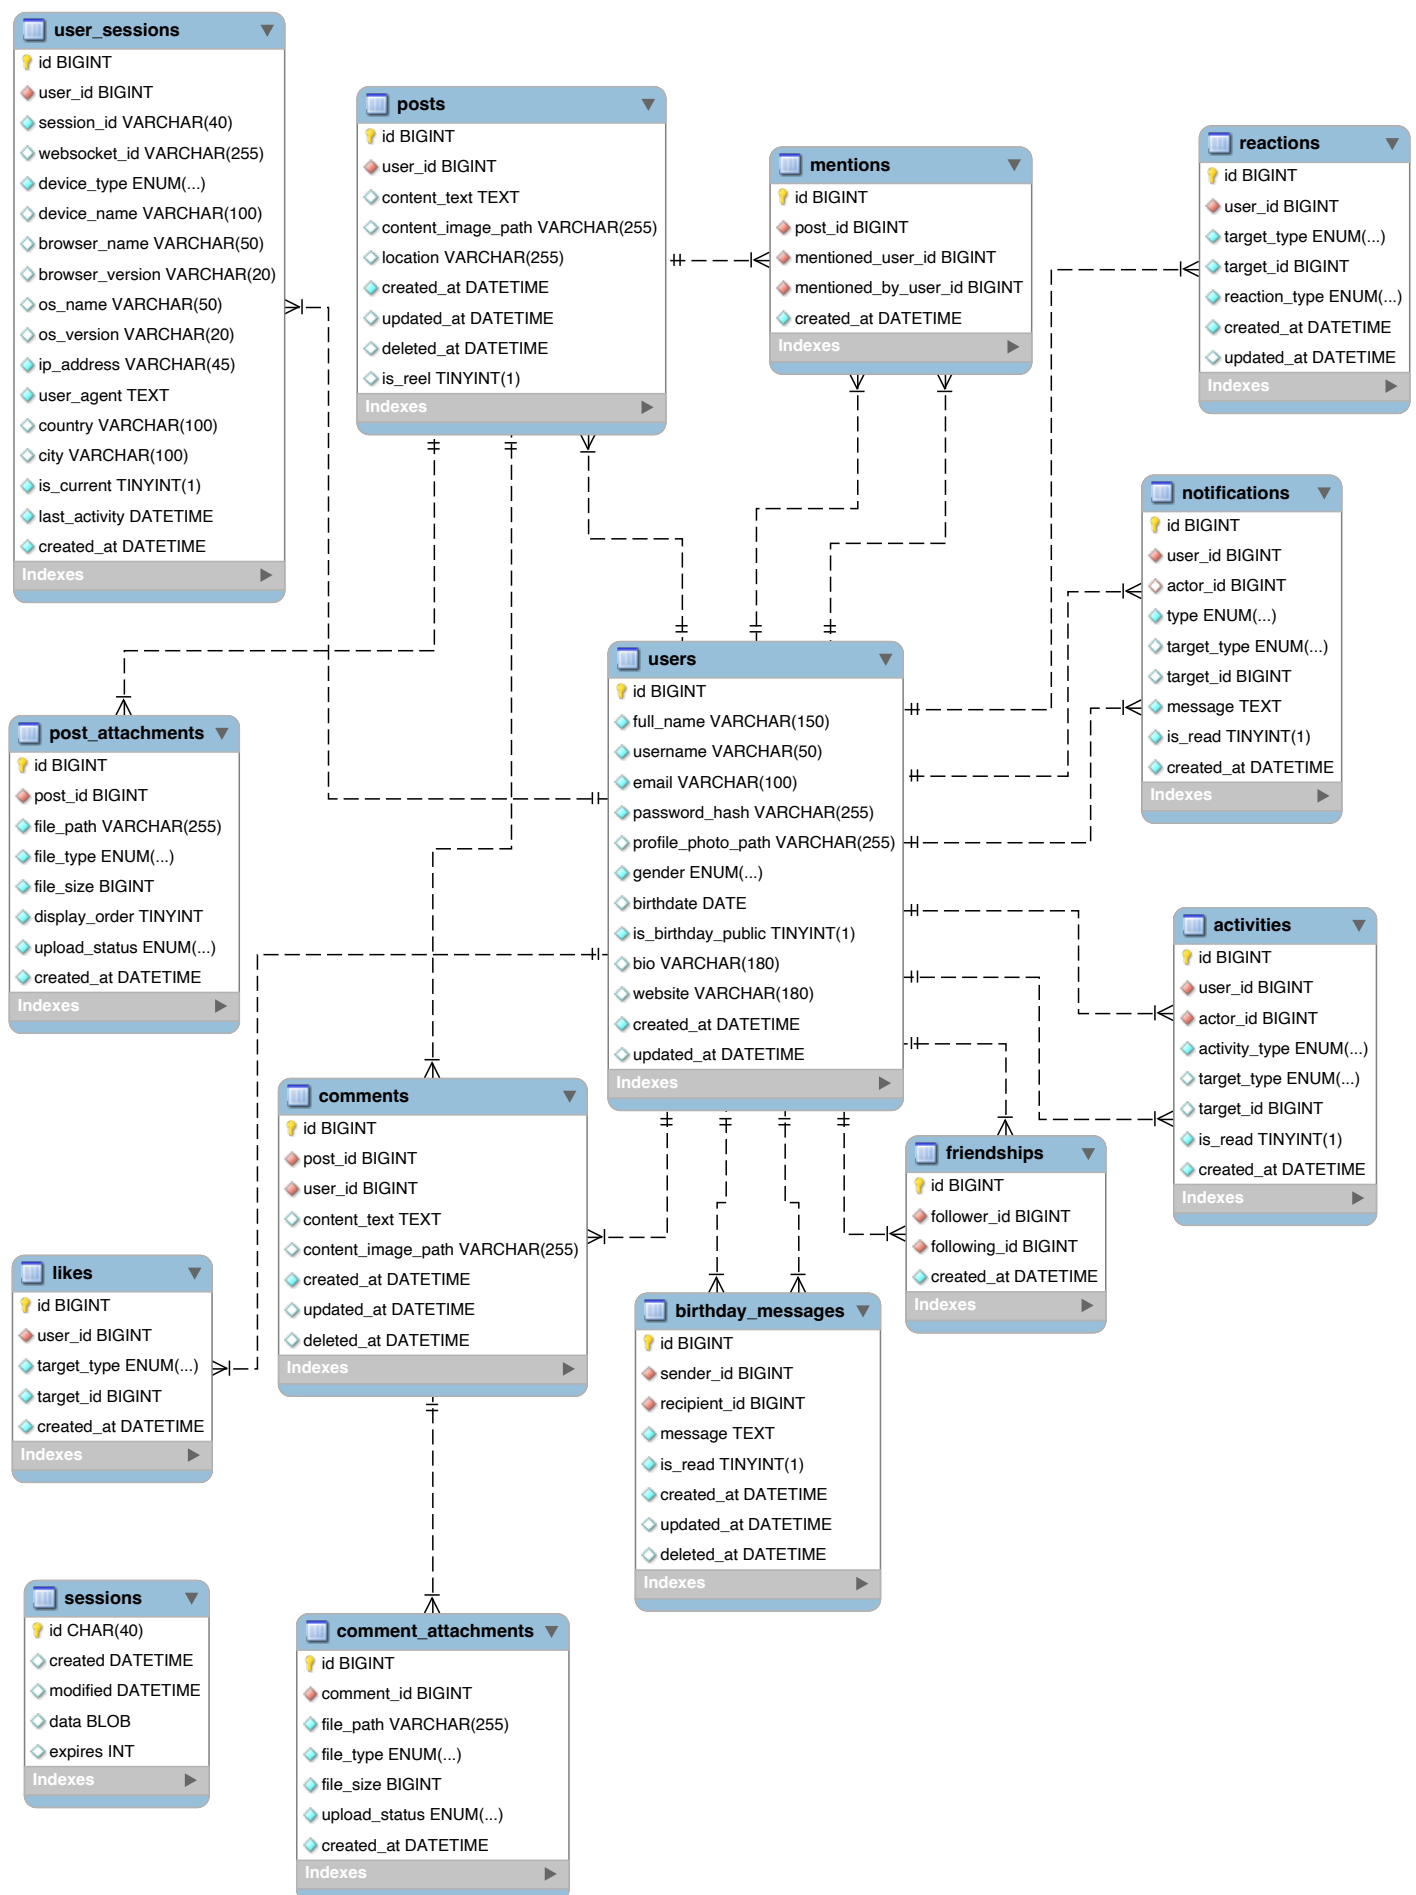 user_sessions
id BIGINT
user_id BIGINT
session_id VARCHAR(40)
websocket_id VARCHAR(255)
device_type ENUM(...)
device_name VARCHAR(100)
browser_name VARCHAR(50)
browser_version VARCHAR(20)
os_name VARCHAR(50)
os_version VARCHAR(20)
ip_address VARCHAR(45)
user_agent TEXT
country VARCHAR(100)
city VARCHAR(100)
is_current TINYINT(1)
last_activity DATETIME
created_at DATETIME
Indexes
posts
id BIGINT
user_id BIGINT
content_text TEXT
content_image_path VARCHAR(255)
location VARCHAR(255)
created_at DATETIME
updated_at DATETIME
deleted_at DATETIME
is_reel TINYINT(1)
Indexes
mentions
id BIGINT
post_id BIGINT
mentioned_user_id BIGINT
mentioned_by_user_id BIGINT
created_at DATETIME
Indexes
reactions
id BIGINT
user_id BIGINT
target_type ENUM(...)
target_id BIGINT
reaction_type ENUM(...)
created_at DATETIME
updated_at DATETIME
Indexes
notifications
id BIGINT
user_id BIGINT
actor_id BIGINT
type ENUM(...)
target_type ENUM(...)
target_id BIGINT
message TEXT
is_read TINYINT(1)
created_at DATETIME
Indexes
users
id BIGINT
full_name VARCHAR(150)
username VARCHAR(50)
email VARCHAR(100)
password_hash VARCHAR(255)
profile_photo_path VARCHAR(255)
gender ENUM(...)
birthdate DATE
is_birthday_public TINYINT(1)
bio VARCHAR(180)
website VARCHAR(180)
created_at DATETIME
updated_at DATETIME
Indexes
post_attachments
id BIGINT
post_id BIGINT
file_path VARCHAR(255)
file_type ENUM(...)
file_size BIGINT
display_order TINYINT
upload_status ENUM(...)
created_at DATETIME
Indexes
activities
id BIGINT
user_id BIGINT
actor_id BIGINT
activity_type ENUM(...)
target_type ENUM(...)
target_id BIGINT
is_read TINYINT(1)
created_at DATETIME
Indexes
comments
id BIGINT
post_id BIGINT
user_id BIGINT
content_text TEXT
content_image_path VARCHAR(255)
created_at DATETIME
updated_at DATETIME
deleted_at DATETIME
Indexes
friendships
id BIGINT
follower_id BIGINT
following_id BIGINT
created_at DATETIME
Indexes
likes
id BIGINT
user_id BIGINT
target_type ENUM(...)
target_id BIGINT
created_at DATETIME
Indexes
birthday_messages
id BIGINT
sender_id BIGINT
recipient_id BIGINT
message TEXT
is_read TINYINT(1)
created_at DATETIME
updated_at DATETIME
deleted_at DATETIME
Indexes
sessions
id CHAR(40)
created DATETIME
modified DATETIME
data BLOB
expires INT
Indexes
comment_attachments
id BIGINT
comment_id BIGINT
file_path VARCHAR(255)
file_type ENUM(...)
file_size BIGINT
upload_status ENUM(...)
created_at DATETIME
Indexes